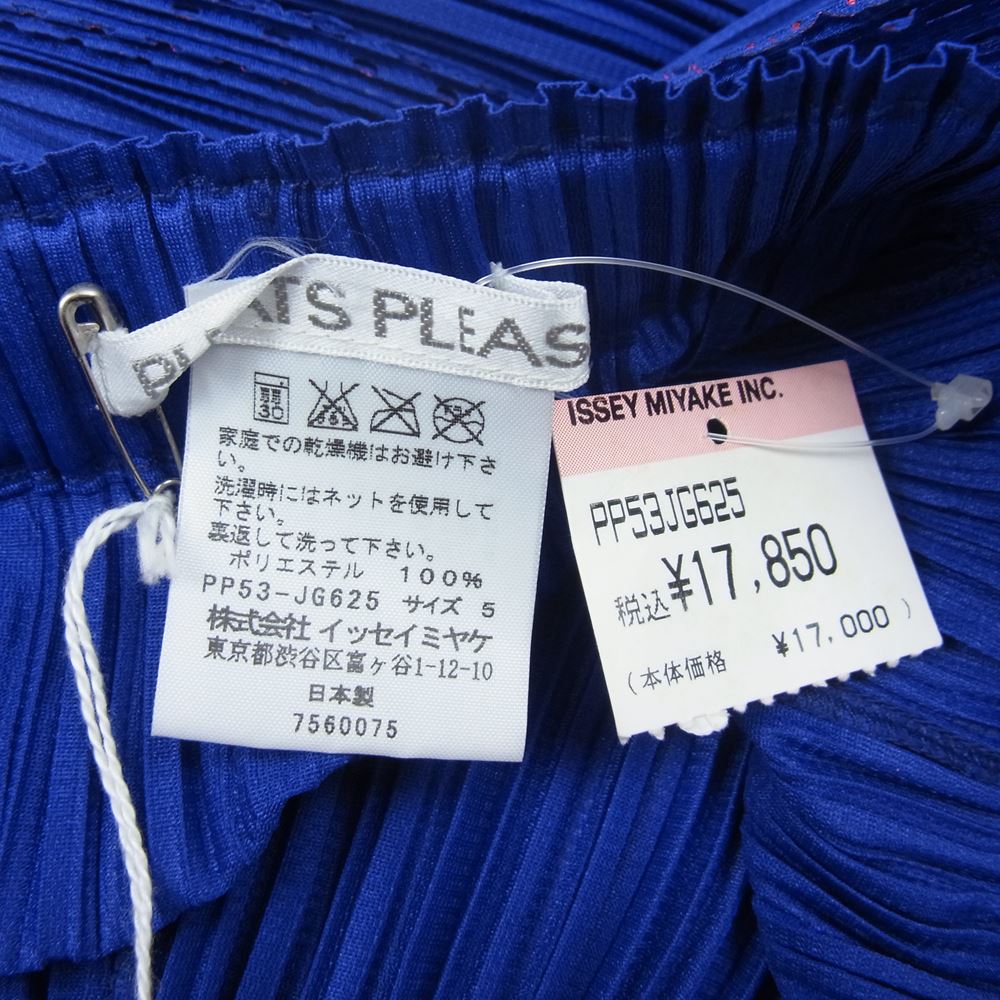 PLEATS PLEAS
弱
30
家庭での乾燥機はお避け下さ
い。
洗濯時にはネットを使用して
下さい。
裏返して洗って下さい。
ポリエステル 100%
PP53-JG625 サイズ 5
株式会社 イッセイミヤケ
東京都渋谷区富ヶ谷1-12-10
日本製
7560075
ISSEY MIYAKE INC.
PP53JG625
税込 ¥17,850
(本体価格 ¥17,000 )